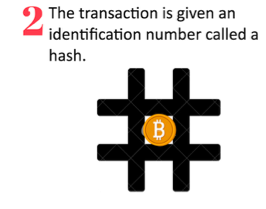 2 The transaction is given an
identification number called a
hash.